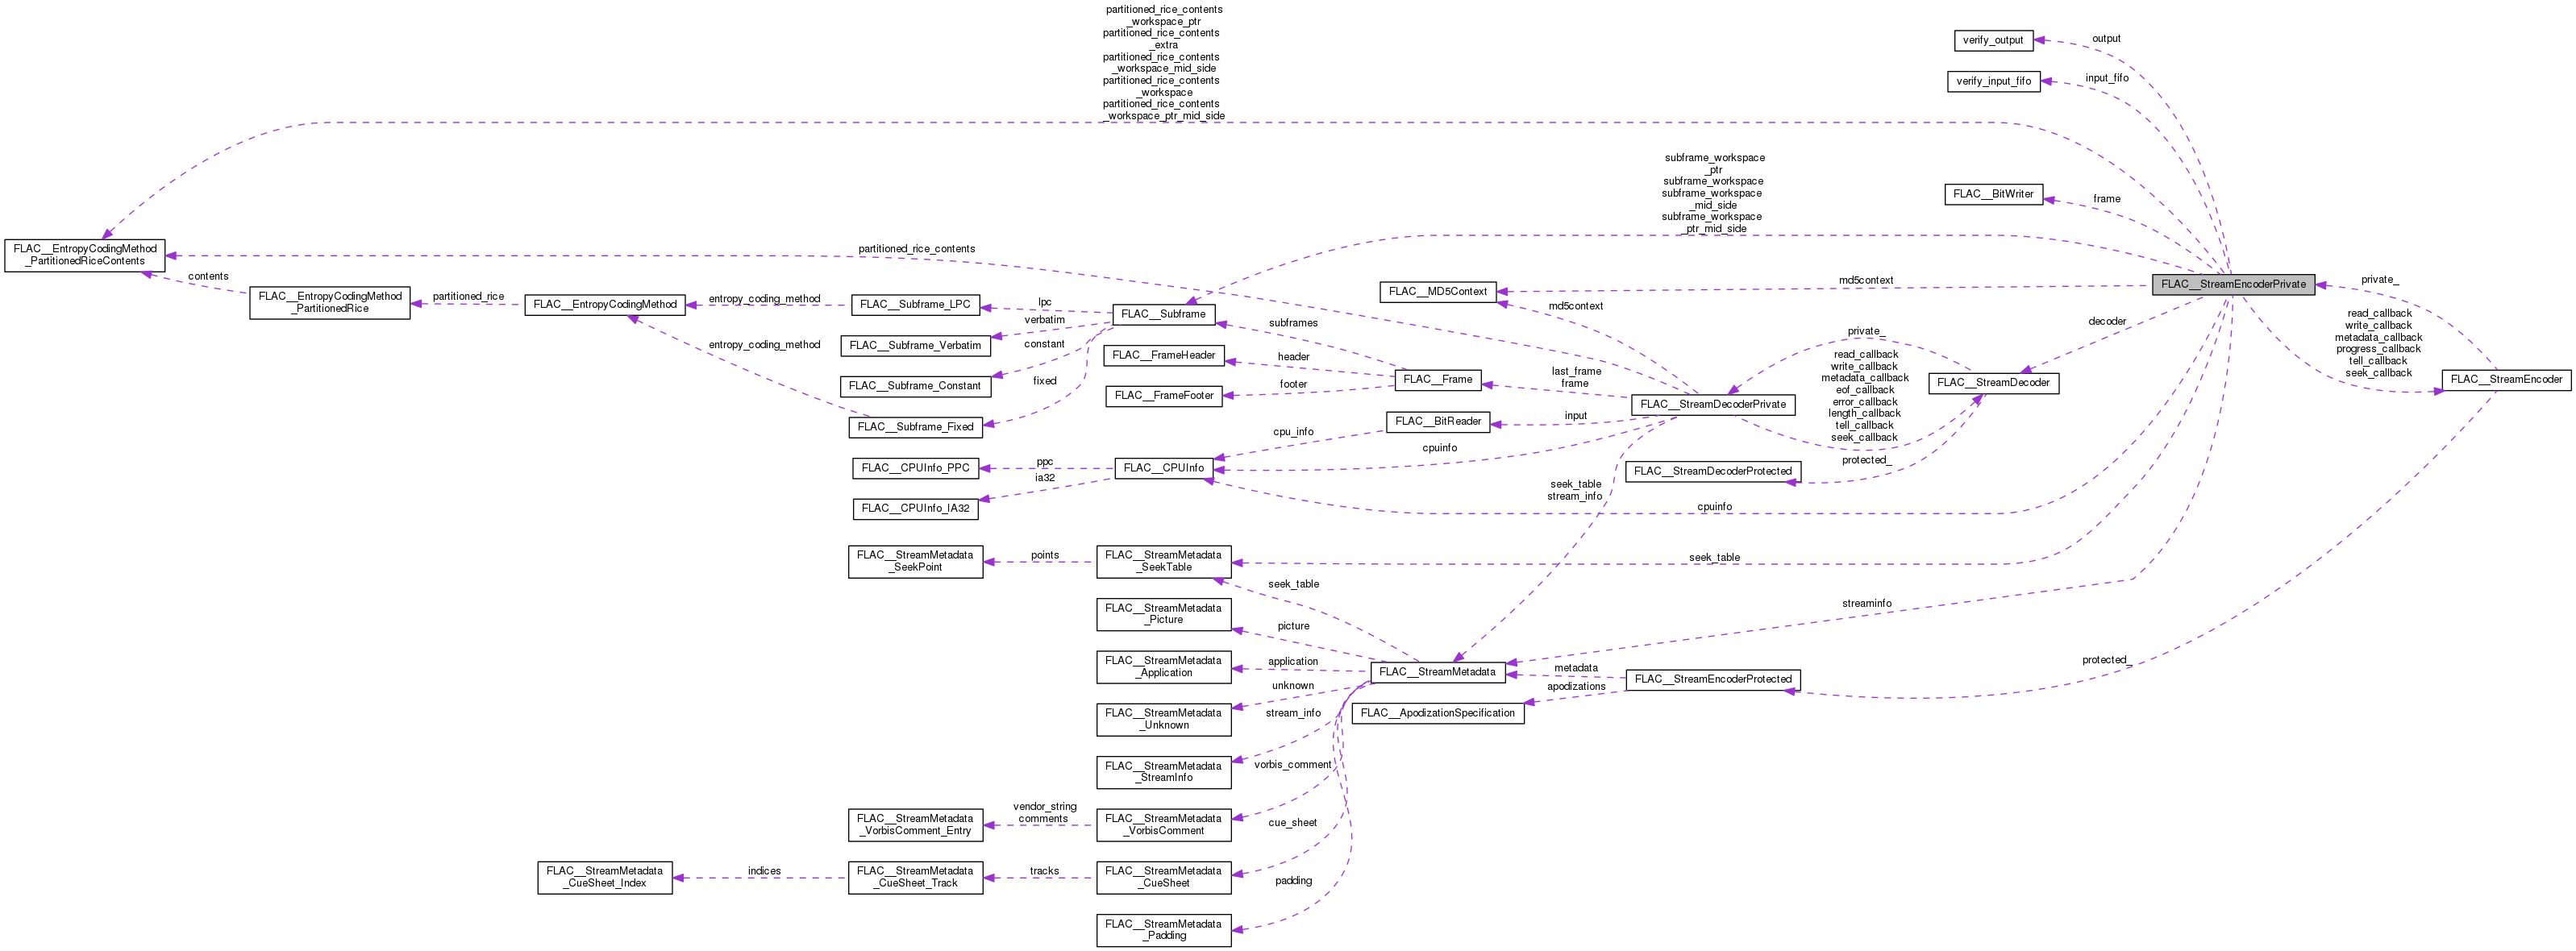 partitioned_rice_contents
_workspace_ptr
partitioned_rice_contents
_extra
partitioned_rice_contents
_workspace_mid_side
partitioned_rice_contents
_workspace
partitioned_rice_contents
_workspace_ptr_mid_side
verify_output
output
verify_input_fifo
input_fifo
subframe_workspace
_ptr
subframe_workspace
subframe_workspace
_mid_side
subframe_workspace
_ptr_mid_side
FLAC__BitWriter
frame
FLAC__EntropyCodingMethod
_PartitionedRiceContents
partitioned_rice_contents
contents
FLAC__EntropyCodingMethod
_PartitionedRice
partitioned_rice
FLAC__EntropyCodingMethod
entropy_coding_method
FLAC__Subframe_LPC
lpc
FLAC__Subframe
verbatim
FLAC__Subframe_Verbatim
constant
FLAC__Subframe_Constant
entropy_coding_method
fixed
FLAC__Subframe_Fixed
subframes
FLAC__FrameHeader
header
FLAC__FrameFooter
footer
FLAC__Frame
last_frame
frame
FLAC__MD5Context
md5context
md5context
FLAC__StreamEncoderPrivate
private_
decoder
read_callback
write_callback
metadata_callback
progress_callback
tell_callback
seek_callback
FLAC__StreamEncoder
private_
read_callback
write_callback
metadata_callback
eof_callback
error_callback
length_callback
tell_callback
seek_callback
FLAC__StreamDecoder
FLAC__StreamDecoderPrivate
FLAC__BitReader
input
cpu_info
cpuinfo
FLAC__CPUInfo_PPC
ppc
FLAC__CPUInfo
ia32
FLAC__CPUInfo_IA32
FLAC__StreamDecoderProtected
protected_
seek_table
stream_info
cpuinfo
FLAC__StreamMetadata
_SeekPoint
points
FLAC__StreamMetadata
_SeekTable
seek_table
seek_table
FLAC__StreamMetadata
_Picture
picture
streaminfo
FLAC__StreamMetadata
_Application
application
FLAC__StreamMetadata
metadata
FLAC__StreamEncoderProtected
protected_
apodizations
FLAC__ApodizationSpecification
unknown
FLAC__StreamMetadata
_Unknown
stream_info
FLAC__StreamMetadata
_StreamInfo
vorbis_comment
FLAC__StreamMetadata
_VorbisComment_Entry
vendor_string
comments
FLAC__StreamMetadata
_VorbisComment
cue_sheet
FLAC__StreamMetadata
_CueSheet_Index
indices
FLAC__StreamMetadata
_CueSheet_Track
tracks
FLAC__StreamMetadata
_CueSheet
padding
FLAC__StreamMetadata
_Padding